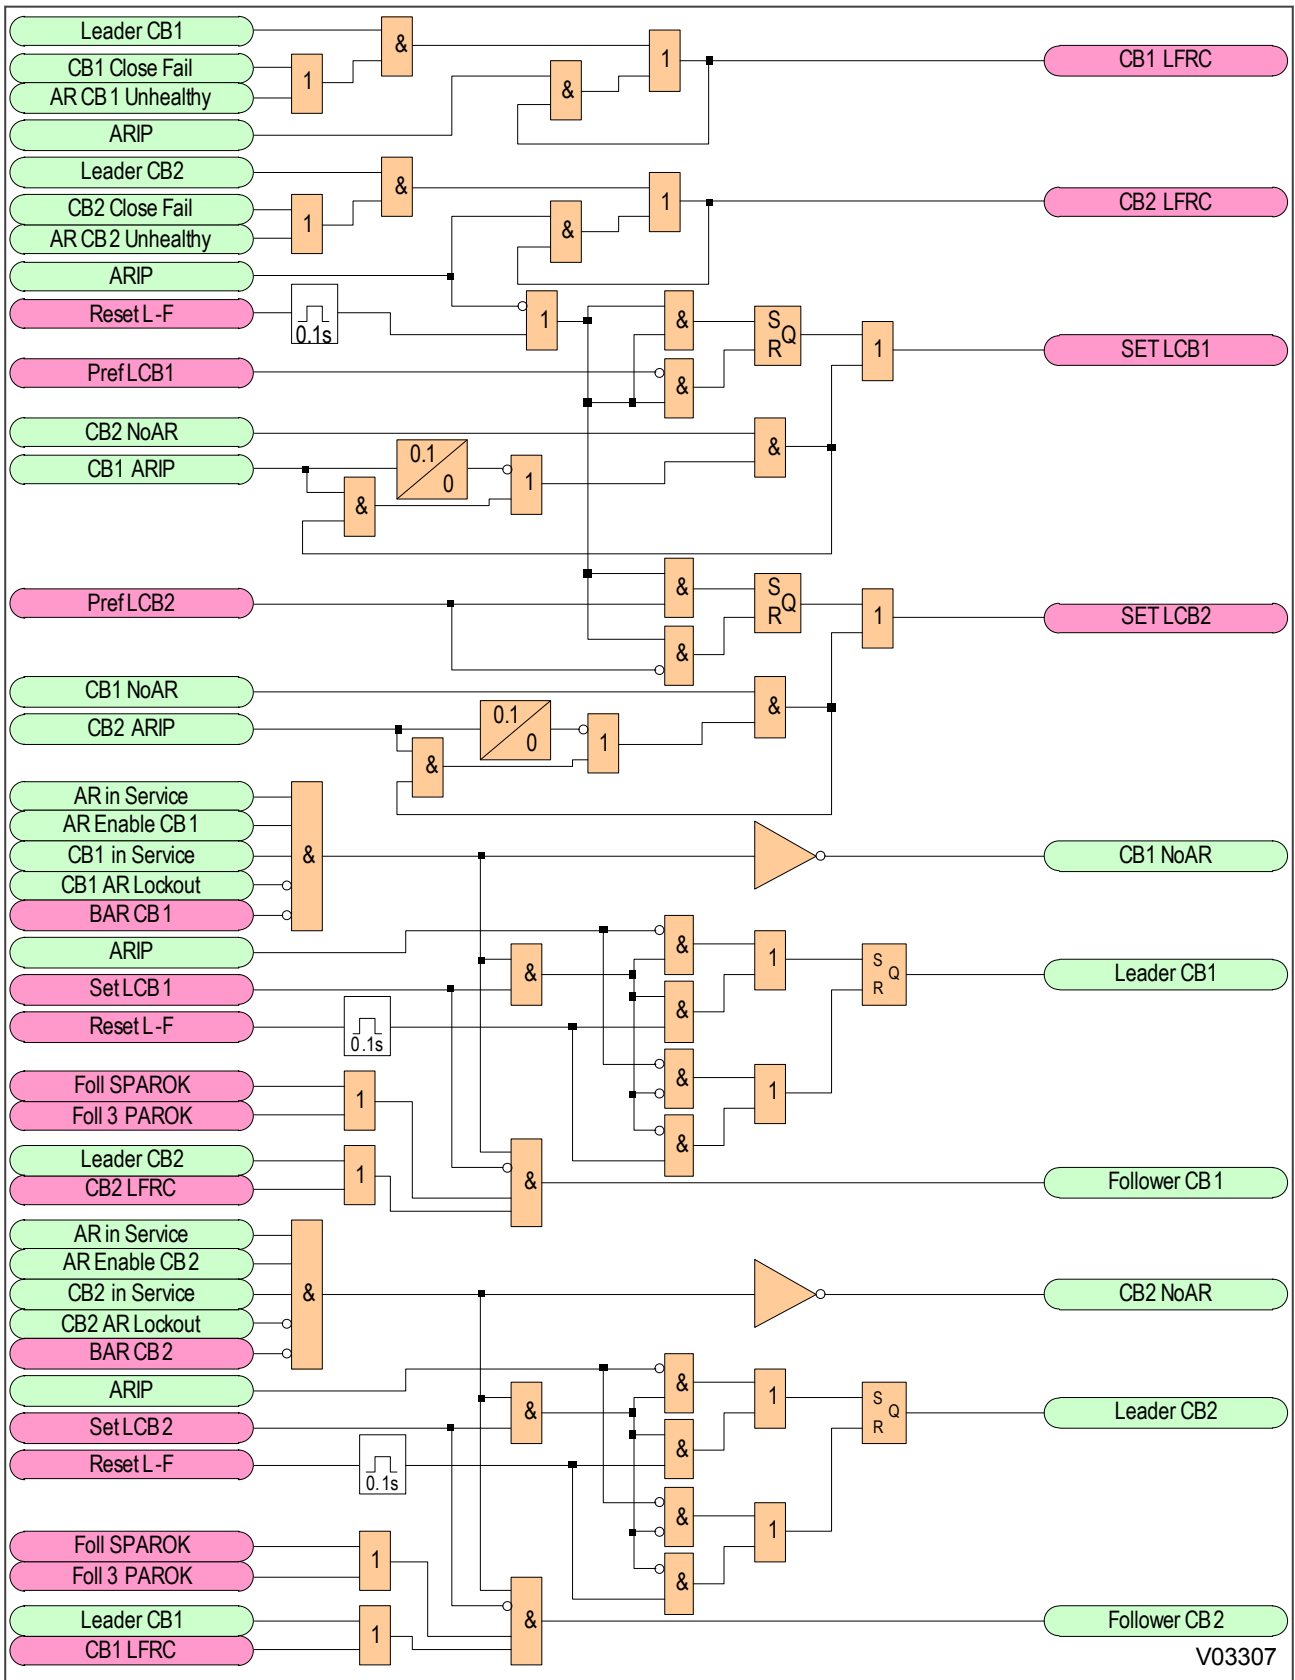 Leader CB1
&
CB1 Close Fail
1
AR CB1 Unhealthy
&
1
CB1 LFRC
ARIP
Leader CB2
&
CB2 Close Fail
1
AR CB2 Unhealthy
&
1
CB2 LFRC
ARIP
Reset L-F
0.1s
1
&
S
R
Q
1
SET LCB1
Pref LCB1
&
CB2 NoAR
&
CB1 ARIP
0.1
0
1
&
&
S
R
Q
1
SET LCB2
Pref LCB2
&
CB1 NoAR
&
CB2 ARIP
0.1
0
1
&
AR in Service
AR Enable CB1
CB1 in Service
&
CB1 NoAR
CB1 AR Lockout
BAR CB1
ARIP
&
1
Set LCB1
&
S
R
Q
Leader CB1
&
Reset L-F
0.1s
&
1
Foll SPAROK
1
Foll 3 PAROK
&
Leader CB2
1
CB2 LFRC
&
Follower CB1
AR in Service
AR Enable CB2
CB2 in Service
&
CB2 NoAR
CB2 AR Lockout
BAR CB2
ARIP
&
1
Set LCB2
&
S
R
Q
Leader CB2
&
Reset L-F
0.1s
&
1
Foll SPAROK
1
Foll 3 PAROK
&
Leader CB1
1
CB1 LFRC
&
Follower CB2
V03307